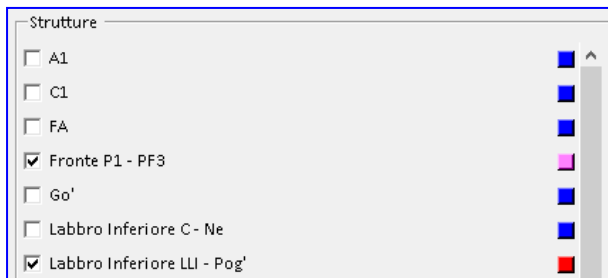 Strutture
A1
C1
FA
Fronte P1 - PF3
Go'
Labbro Inferiore C - Ne
Labbro Inferiore LLI - Pog'